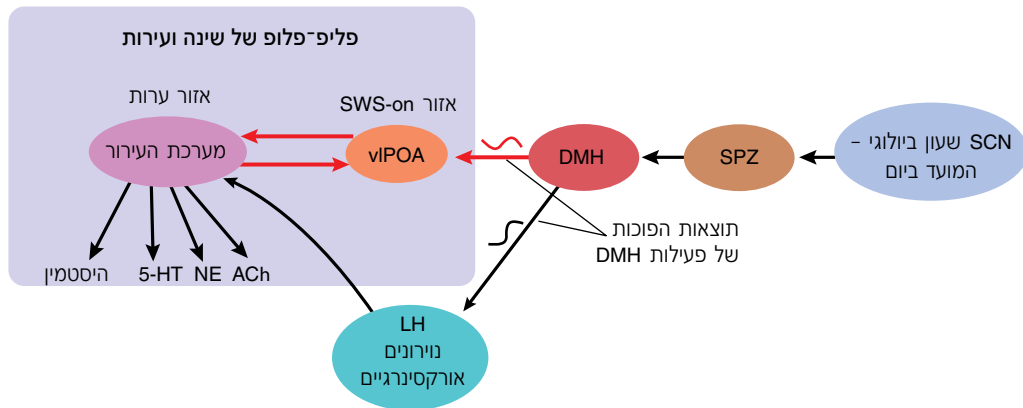 פליפ־פלופ של שינה ועירות
אזור ערות
אזור SWS-on
מערכת העירור
vlPOA
DMH
SPZ
SCN שעון ביולוגי –
המועד ביום
תוצאות הפוכות
של פעילות DMH
היסטמין
5-HT
NE
ACh
LH
נוירונים
אורקסינרגיים